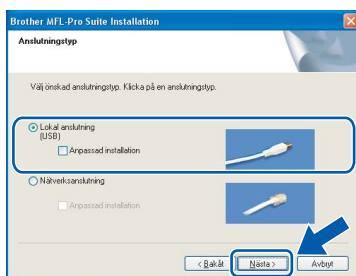 Brother MFL-Pro Suite Installation
Anslutningstyp
Välj önskad anslutningstyp. Klicka på en anslutningstyp.
Lokal anslutning
(USB)
Anpassad installation
Nätverksanslutning
Anpassad installation
< Bakåt Nästa > Avbryt